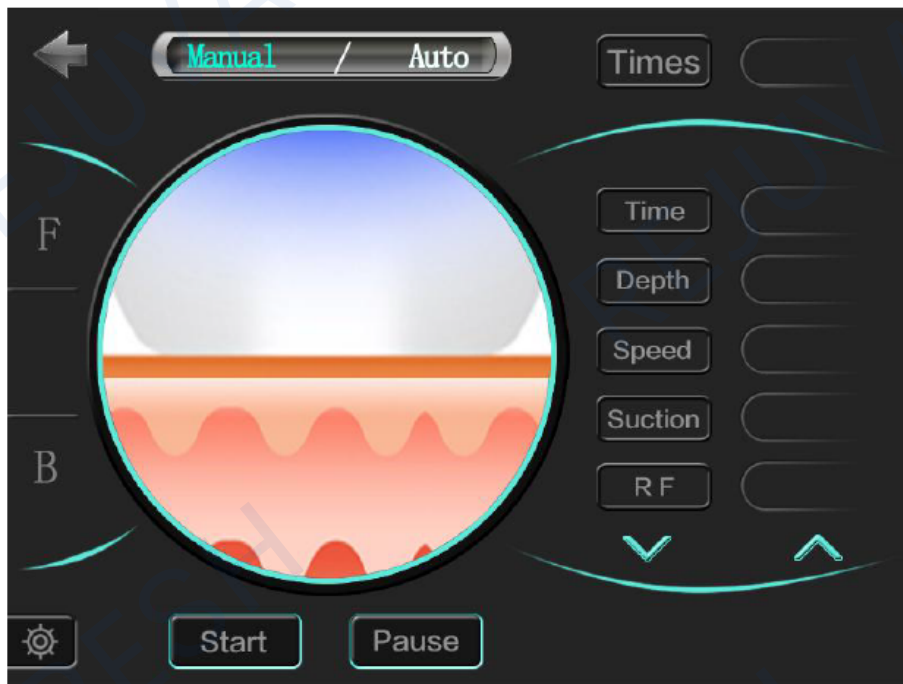 Manual / Auto
Times
F
Time
Depth
Speed
Suction
B
RF
Start
Pause